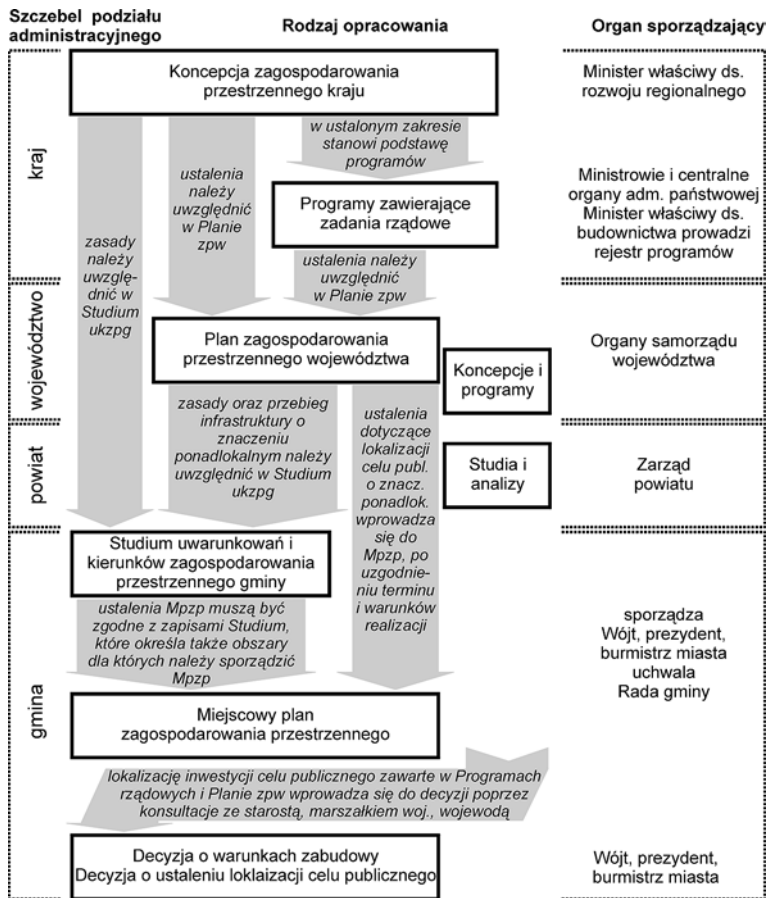 Szczebel podziału
administracyjnego
Rodzaj opracowania
Organ sporządzający
kraj
Koncepcja zagospodarowania
przestrzennego kraju
Minister właściwy ds.
rozwoju regionalnego
w ustalonym zakresie
stanowi podstawę
programów
ustalenia
należy
uwzględnić
w Planie
zpw
zasady
należy
uwzglę-
dnić w
Studium
ukzpg
Programy zawierające
zadania rządowe
Ministrowie i centralne
organy adm. państwowej
Minister właściwy ds.
budownictwa prowadzi
rejestr programów
ustalenia należy
uwzględnić
w Planie zpw
województwo
Plan zagospodarowania
przestrzennego województwa
Koncepcje i
programy
Organy samorządu
województwa
zasady oraz przebieg
infrastruktury o
znaczeniu
ponadlokalnym należy
uwzględnić w Studium
ukzpg
ustalenia
dotyczące
lokalizacji
celu publ.
o znacz.
ponadlok.
wprowadza
się do
Mpzp, po
uzgodnie-
niu terminu
i warunków
realizacji
powiat
Studia i
analizy
Zarząd
powiatu
gmina
Studium uwarunkowań i
kierunków zagospodarowania
przestrzennego gminy
ustalenia Mpzp muszą być
zgodne z zapisami Studium,
które określa także obszary
dla których należy sporządzić
Mpzp
sporządza
Wójt, prezydent,
burmistrz miasta
uchwala
Rada gminy
Miejscowy plan
zagospodarowania przestrzennego
lokalizację inwestycji celu publicznego zawarte w Programach
rządowych i Planie zpw wprowadza się do decyzji poprzez
konsultacje ze starostą, marszałkiem woj., wojewodą
Decyzja o warunkach zabudowy
Decyzja o ustaleniu loklaizacji celu publicznego
Wójt, prezydent,
burmistrz miasta